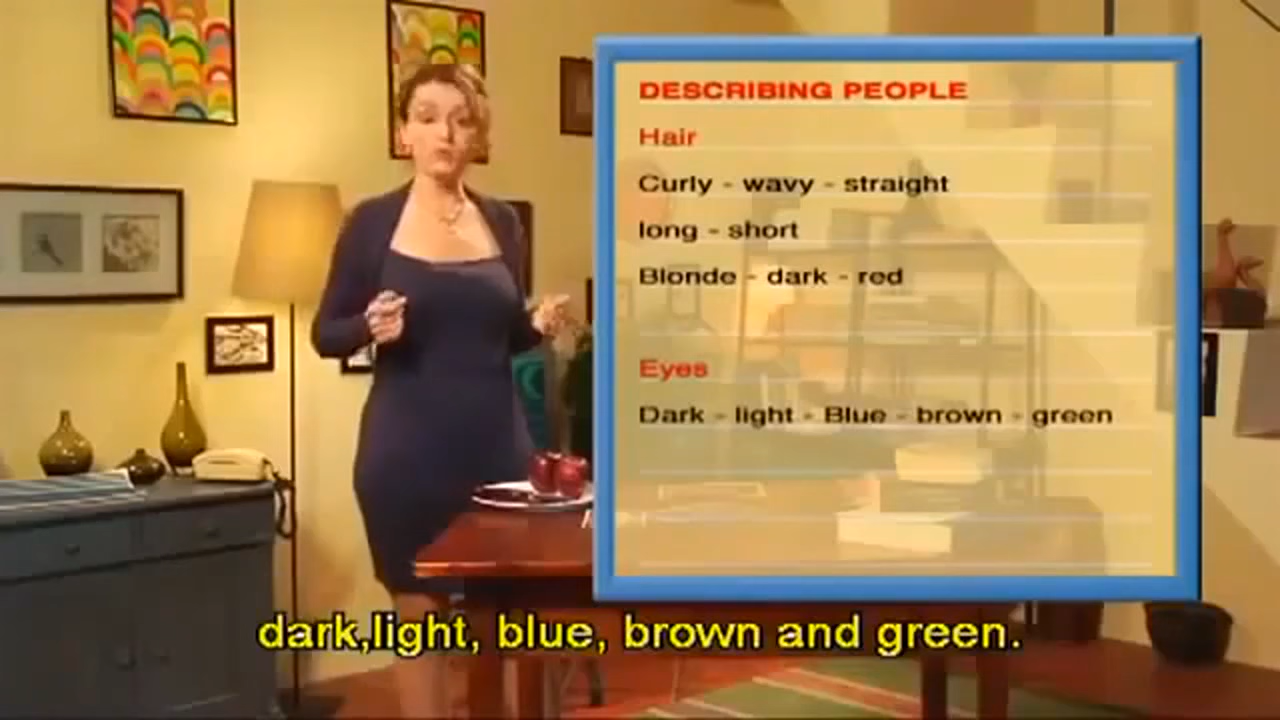 DESCRIBING PEOPLE
Hair
Curly - wavy - straight
long - short
Blonde - dark - red
Eyes
Dark - light - Blue - brown - green
dark,light, blue, brown and green.